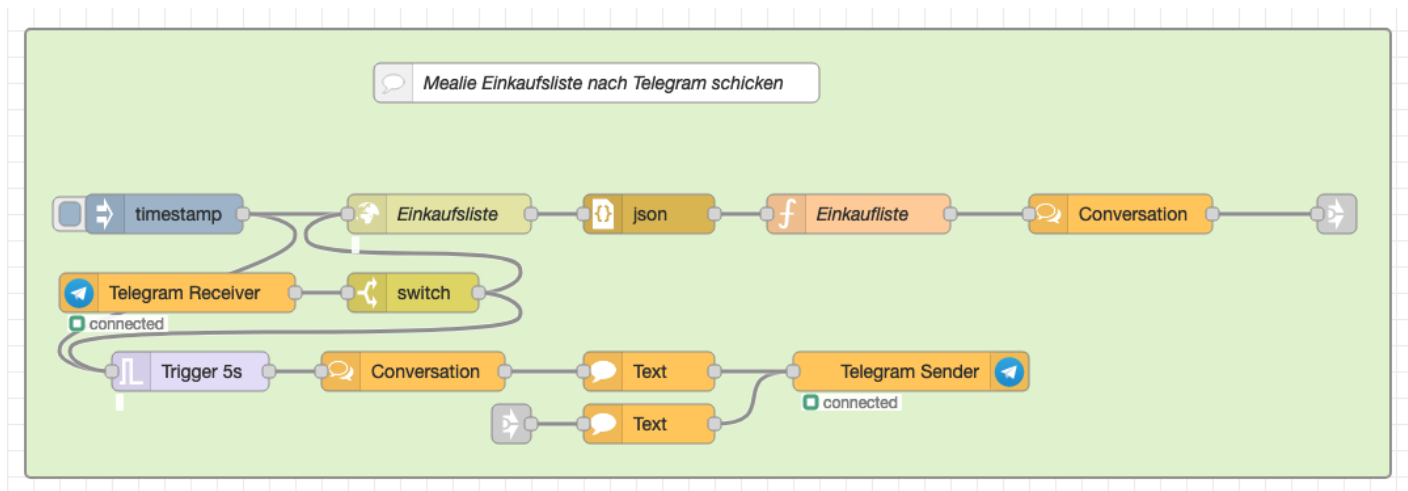 Mealie Einkaufsliste nach Telegram schicken
timestamp
Einkaufsliste
json
Einkaufliste
Conversation
Telegram Receiver
switch
connected
Trigger 5s
Conversation
Text
Telegram Sender
connected
Text